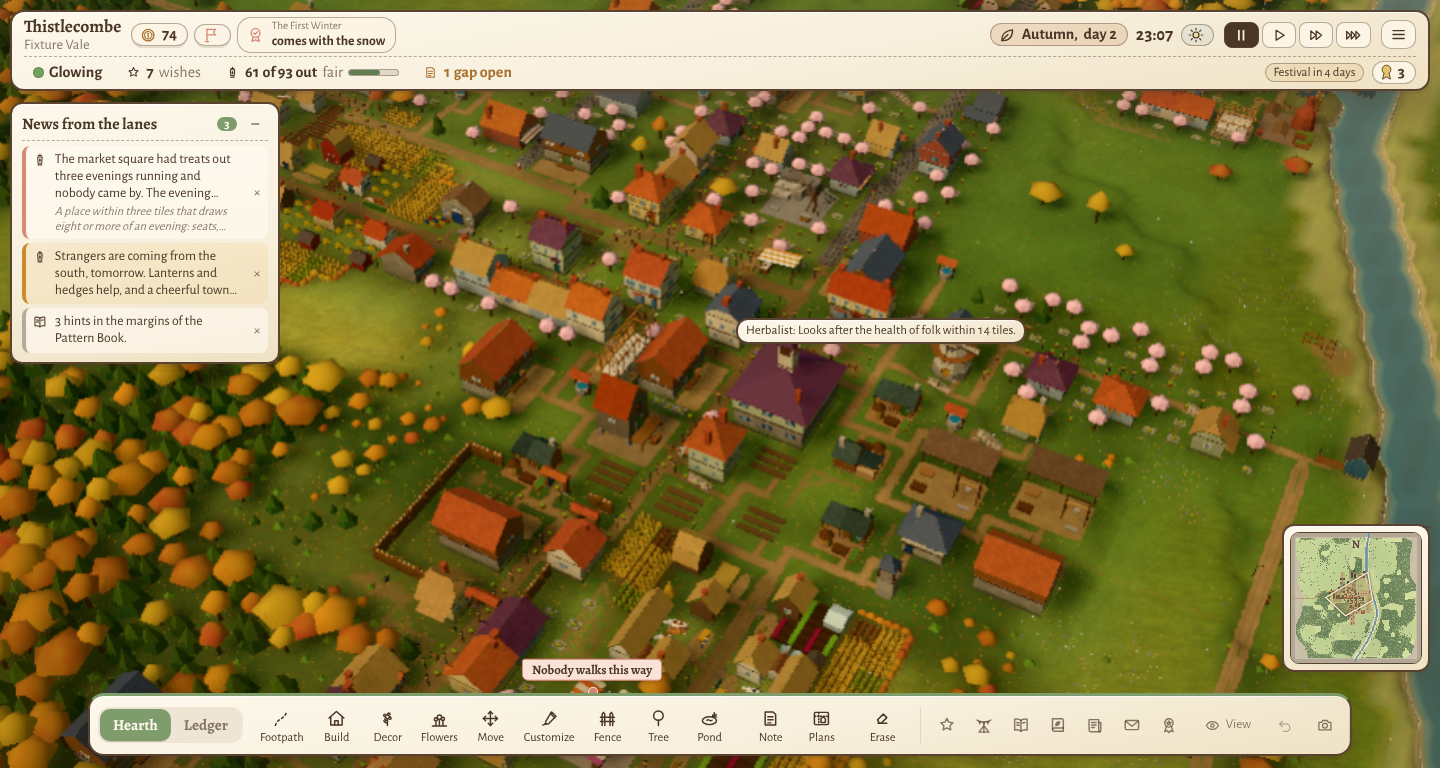 Thistlecombe
Fixture Vale
74
The First Winter
comes with the snow
Autumn, day 2
23:07
Glowing
7 wishes
61 of 93 out fair
1 gap open
Festival in 4 days
3
News from the lanes
3
The market square had treats out
three evenings running and
nobody came by. The evening...
A place within three tiles that draws
eight or more of an evening: seats,...
Strangers are coming from the
south, tomorrow. Lanterns and
hedges help, and a cheerful town...
3 hints in the margins of the
Pattern Book.
Herbalist: Looks after the health of folk within 14 tiles.
N
Nobody walks this way
Hearth
Ledger
Footpath
Build
Decor
Flowers
Move
Customize
Fence
Tree
Pond
Note
Plans
Erase
View